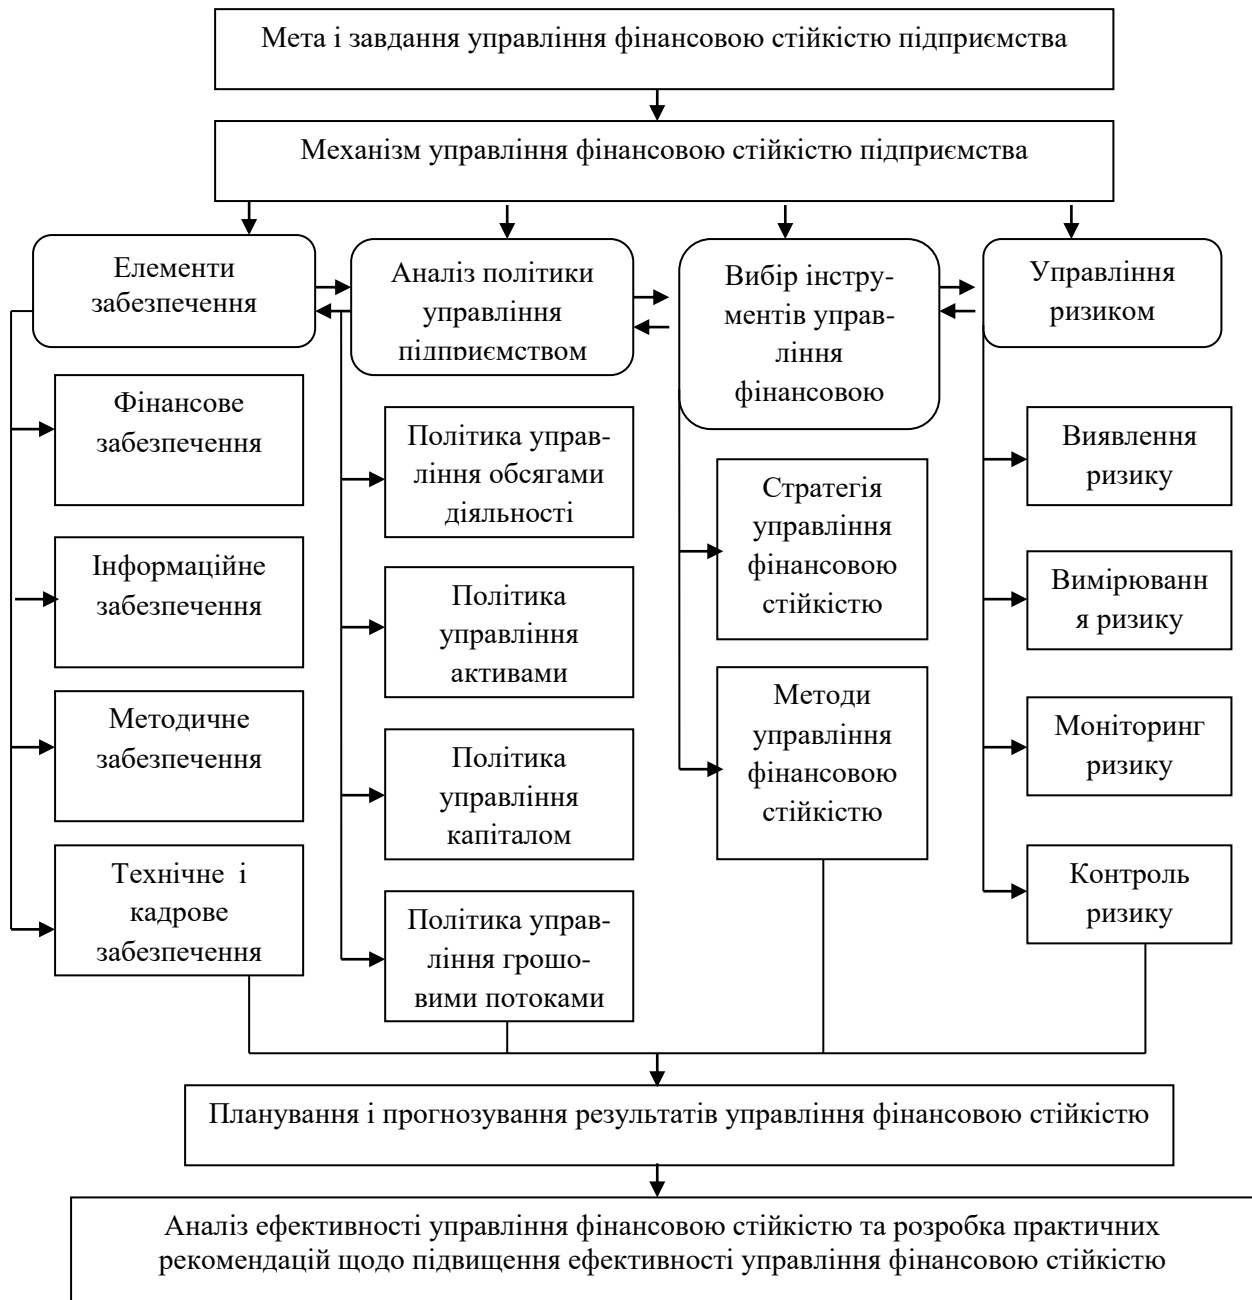 Мета і завдання управління фінансовою стійкістю підприємства
Механізм управління фінансовою стійкістю підприємства
Елементи
забезпечення
Аналіз політики
управління
підприємством
Вибір інстру-
ментів управ-
ління
фінансовою
Управління
ризиком
Фінансове
забезпечення
Інформаційне
забезпечення
Методичне
забезпечення
Технічне і
кадрове
забезпечення
Політика управ-
ління обсягами
діяльності
Політика
управління
активами
Політика
управління
капіталом
Політика управ-
ління грошо-
вими потоками
Стратегія
управління
фінансовою
стійкістю
Методи
управління
фінансовою
стійкістю
Виявлення
ризику
Вимірюванн
я ризику
Моніторинг
ризику
Контроль
ризику
Планування і прогнозування результатів управління фінансовою стійкістю
Аналіз ефективності управління фінансовою стійкістю та розробка практичних
рекомендацій щодо підвищення ефективності управління фінансовою стійкістю